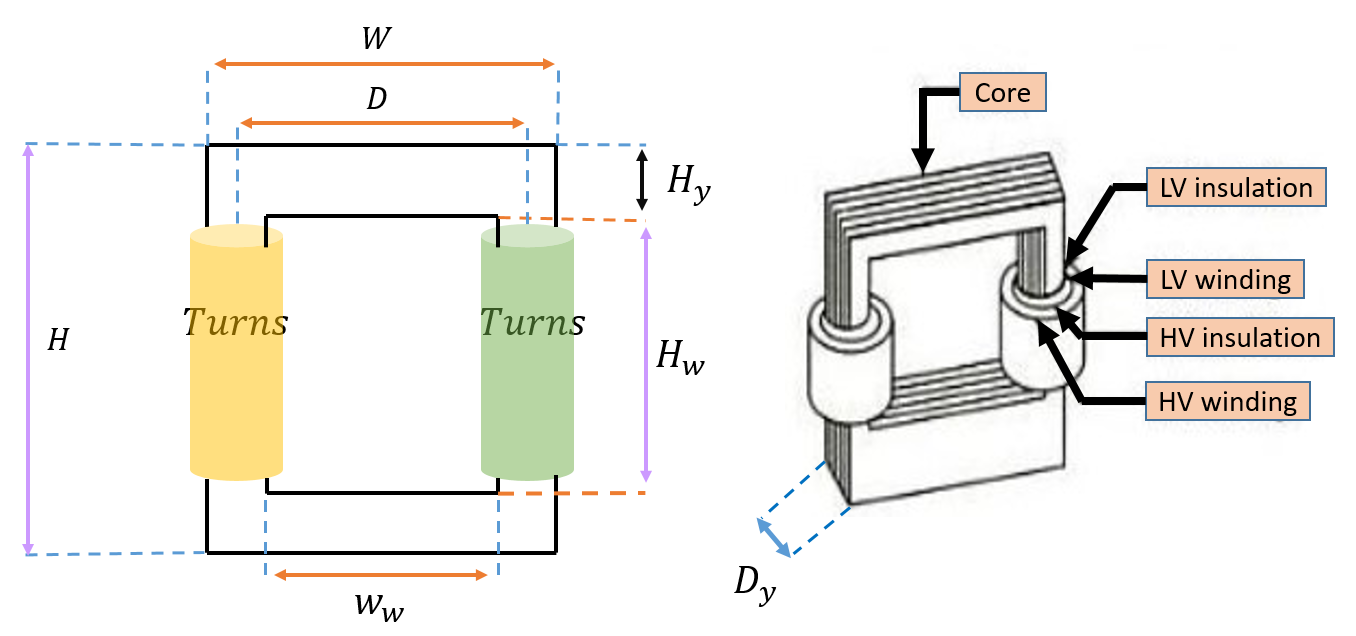 W
D
H_y
Turns
Turns
H
H_w
w_w
Core
LV insulation
LV winding
HV insulation
HV winding
D_y